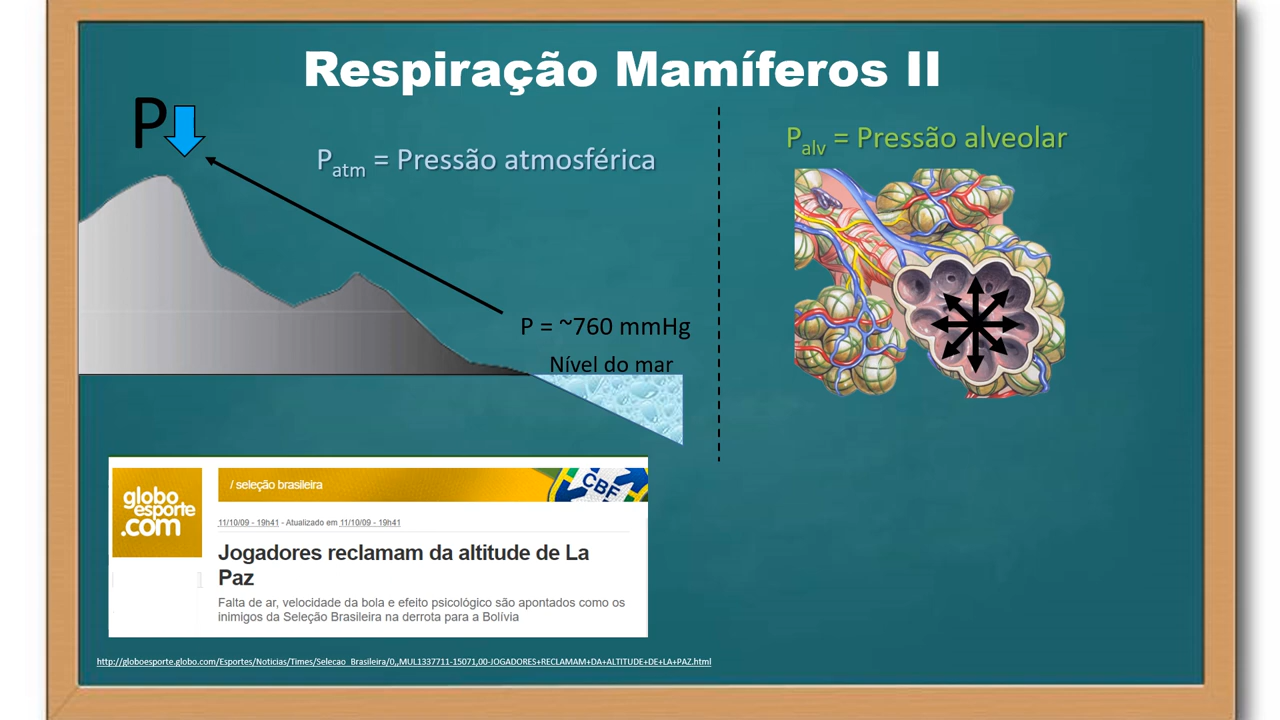 Respiração Mamíferos II
P
P_atm = Pressão atmosférica
P = ~760 mmHg
Nível do mar
P_alv = Pressão alveolar
globo
esporte
.com
/ seleção brasileira
CBF
11/10/09 - 19h41 - Atualizado em 11/10/09 - 19h41
Jogadores reclamam da altitude de La
Paz
Falta de ar, velocidade da bola e efeito psicológico são apontados como os
inimigos da Seleção Brasileira na derrota para a Bolívia
http://globoesporte.globo.com/Esportes/Noticias/Times/Selecao_Brasileira/0,,MUL1337711-15071,00-JOGADORES+RECLAMAM+DA+ALTITUDE+DE+LA+PAZ.html